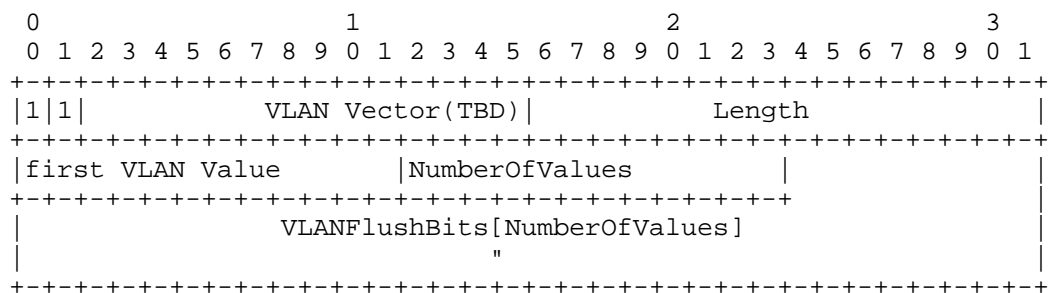 0                   1                   2                   3
 0 1 2 3 4 5 6 7 8 9 0 1 2 3 4 5 6 7 8 9 0 1 2 3 4 5 6 7 8 9 0 1
+-+-+-+-+-+-+-+-+-+-+-+-+-+-+-+-+-+-+-+-+-+-+-+-+-+-+-+-+-+-+-+-+
|1|1|           VLAN Vector(TBD)|           Length              |
+-+-+-+-+-+-+-+-+-+-+-+-+-+-+-+-+-+-+-+-+-+-+-+-+-+-+-+-+-+-+-+-+
|first VLAN Value       |NumberOfValues         |               |
+-+-+-+-+-+-+-+-+-+-+-+-+-+-+-+-+-+-+-+-+-+-+-+-+               |
|                VLANFlushBits[NumberOfValues]                  |
|                             "                                 |
+-+-+-+-+-+-+-+-+-+-+-+-+-+-+-+-+-+-+-+-+-+-+-+-+-+-+-+-+-+-+-+-+